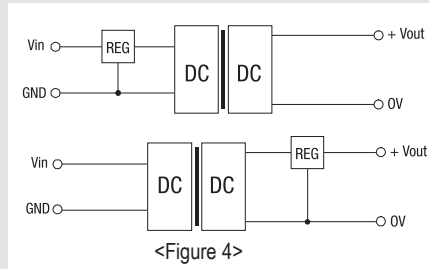 Vin REG DC DC + Vout
GND 0V
Vin DC DC REG + Vout
GND 0V
<Figure 4>